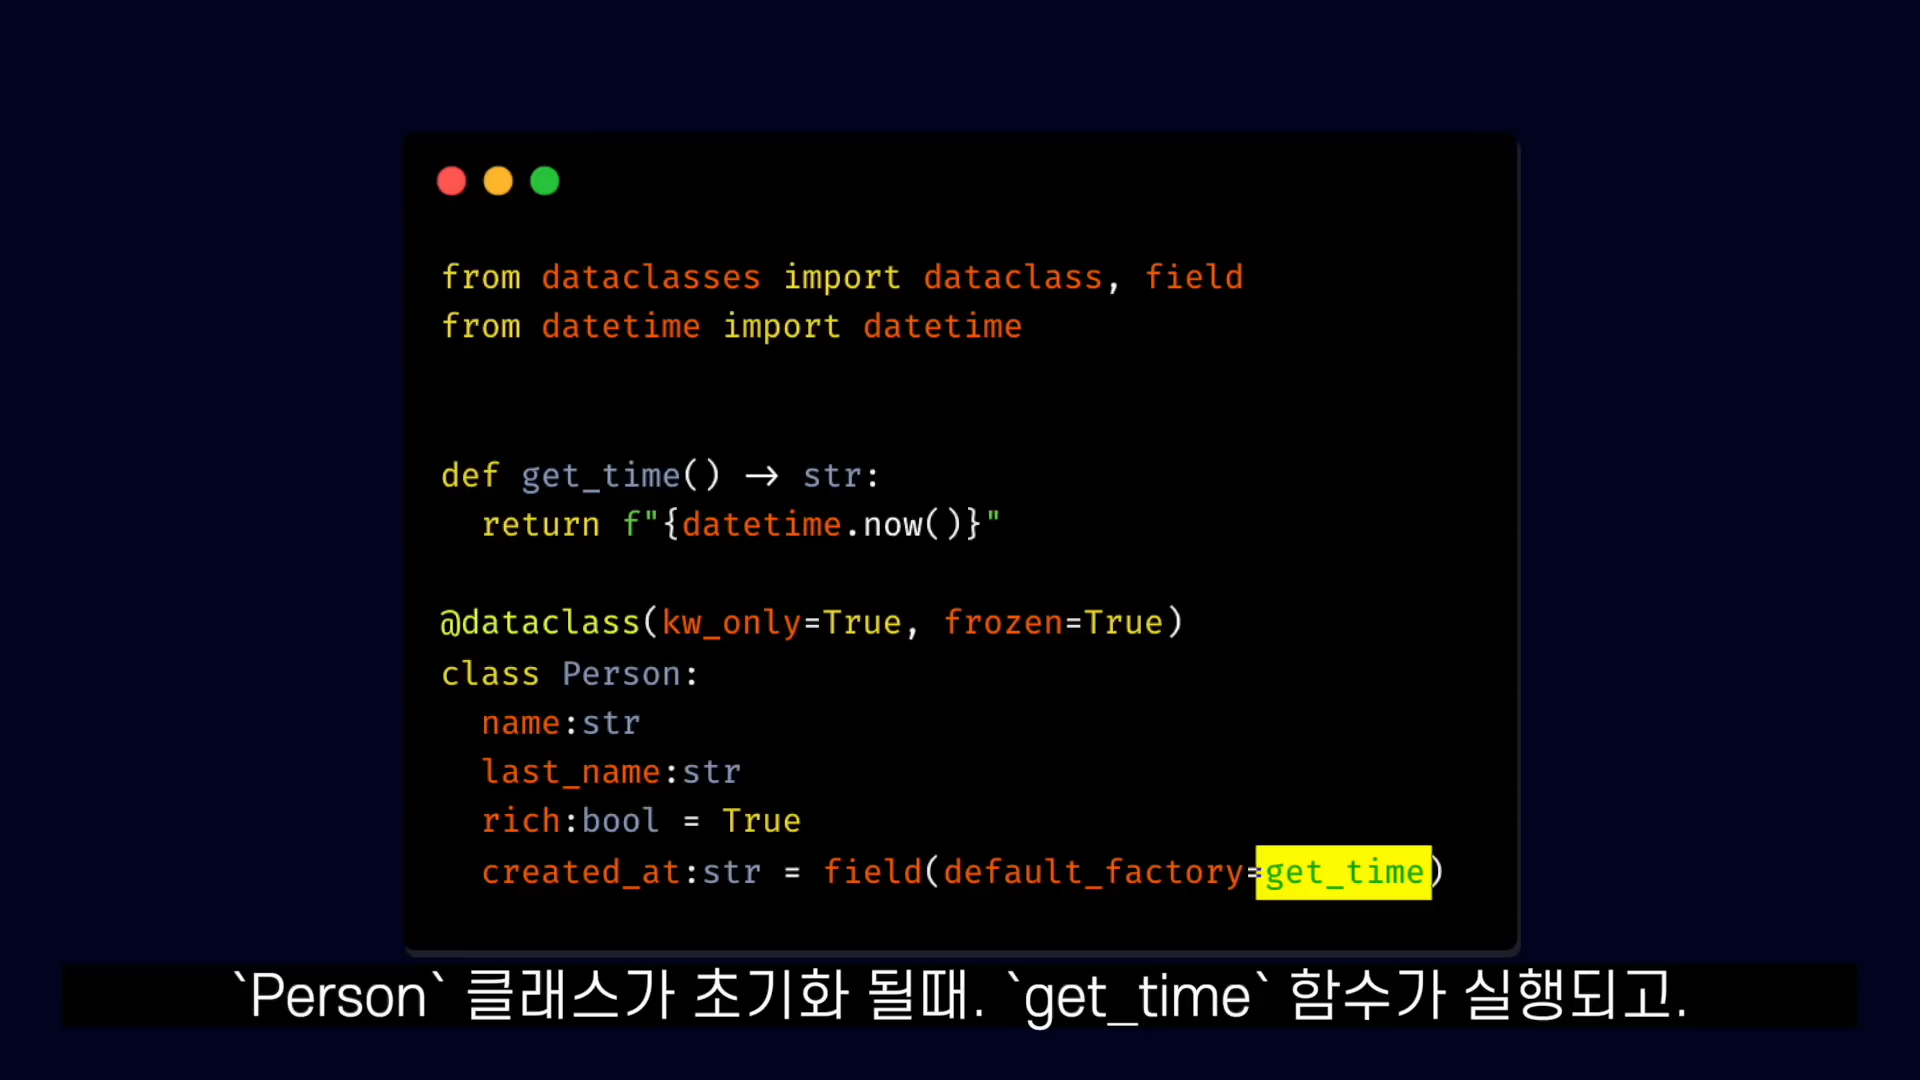 from dataclasses import dataclass, field
from datetime import datetime
def get_time() → str:
return f"{datetime.now()}"
@dataclass(kw_only=True, frozen=True)
class Person:
name:str
last_name:str
rich:bool = True
created_at:str = field(default_factory=get_time)
`Person` 클래스가 초기화 될때. `get_time` 함수가 실행되고.